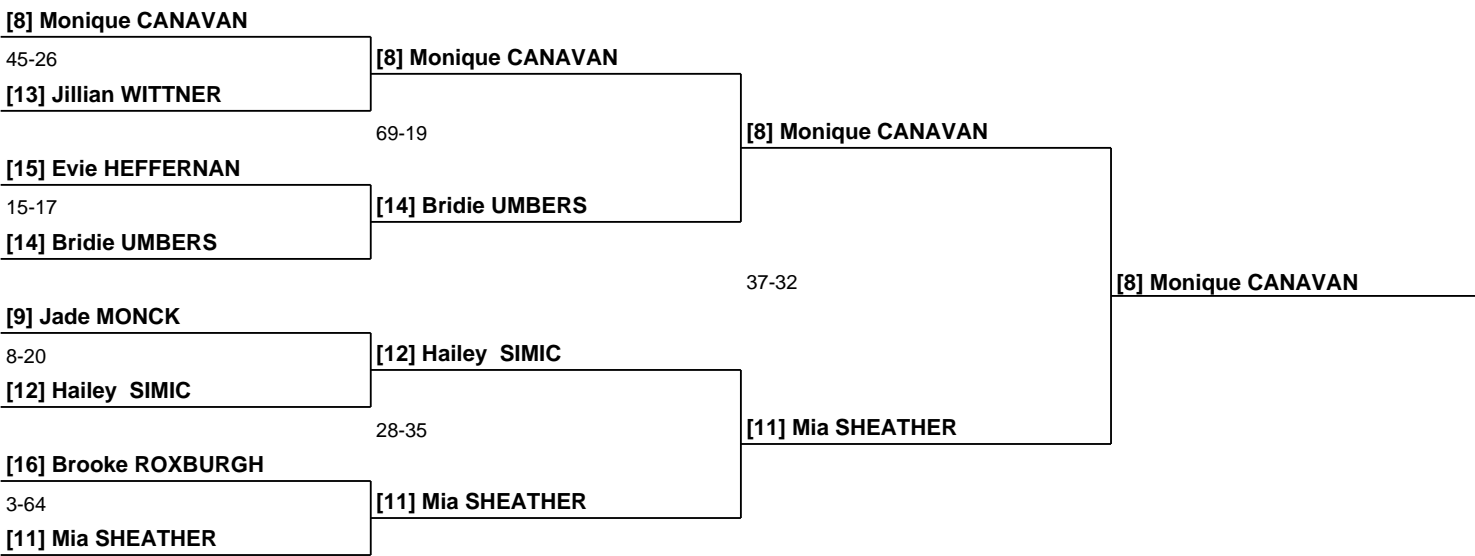 [8] Monique CANAVAN
45-26
[13] Jillian WITTNER
[15] Evie HEFFERNAN
15-17
[14] Bridie UMBERS
[9] Jade MONCK
8-20
[12] Hailey  SIMIC
[16] Brooke ROXBURGH
3-64
[11] Mia SHEATHER
[8] Monique CANAVAN
69-19
[14] Bridie UMBERS
[12] Hailey  SIMIC
28-35
[11] Mia SHEATHER
[8] Monique CANAVAN
37-32
[11] Mia SHEATHER
[8] Monique CANAVAN